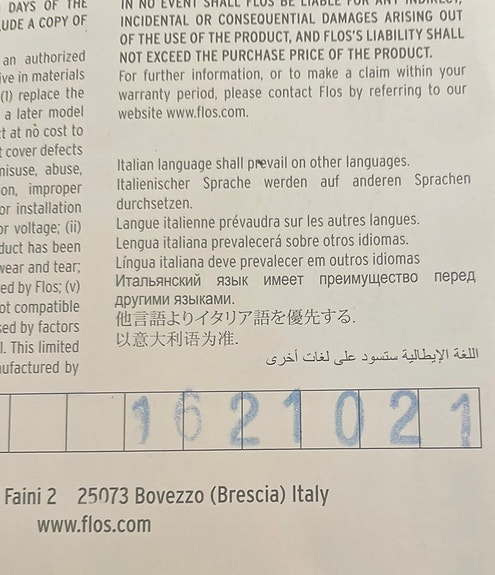 DAYS OF THE
UDE A COPY OF
an authorized
ive in materials
(1) replace the
a later model
t at no cost to
t cover defects
misuse, abuse,
on, improper
or installation
or voltage; (ii)
duct has been
wear and tear;
ed by Flos; (v)
ot compatible
sed by factors
l. This limited
nufactured by
IN NO EVENT SHALL FLOS BE LIABLE FOR ANY INDIRECT,
INCIDENTAL OR CONSEQUENTIAL DAMAGES ARISING OUT
OF THE USE OF THE PRODUCT, AND FLOS'S LIABILITY SHALL
NOT EXCEED THE PURCHASE PRICE OF THE PRODUCT.
For further information, or to make a claim within your
warranty period, please contact Flos by referring to our
website www.flos.com.
Italian language shall prevail on other languages.
Italienischer Sprache werden auf anderen Sprachen
durchsetzen.
Langue italienne prévaudra sur les autres langues.
Lengua italiana prevalecerá sobre otros idiomas.
Língua italiana deve prevalecer em outros idiomas
Итальянский язык имеет преимущество перед
другими языками.
他言語よりイタリア語を優先する.
以意大利语为准.
اللغة الإيطالية ستسود على لغات أخرى
1621021
Faini 2 25073 Bovezzo (Brescia) Italy
www.flos.com